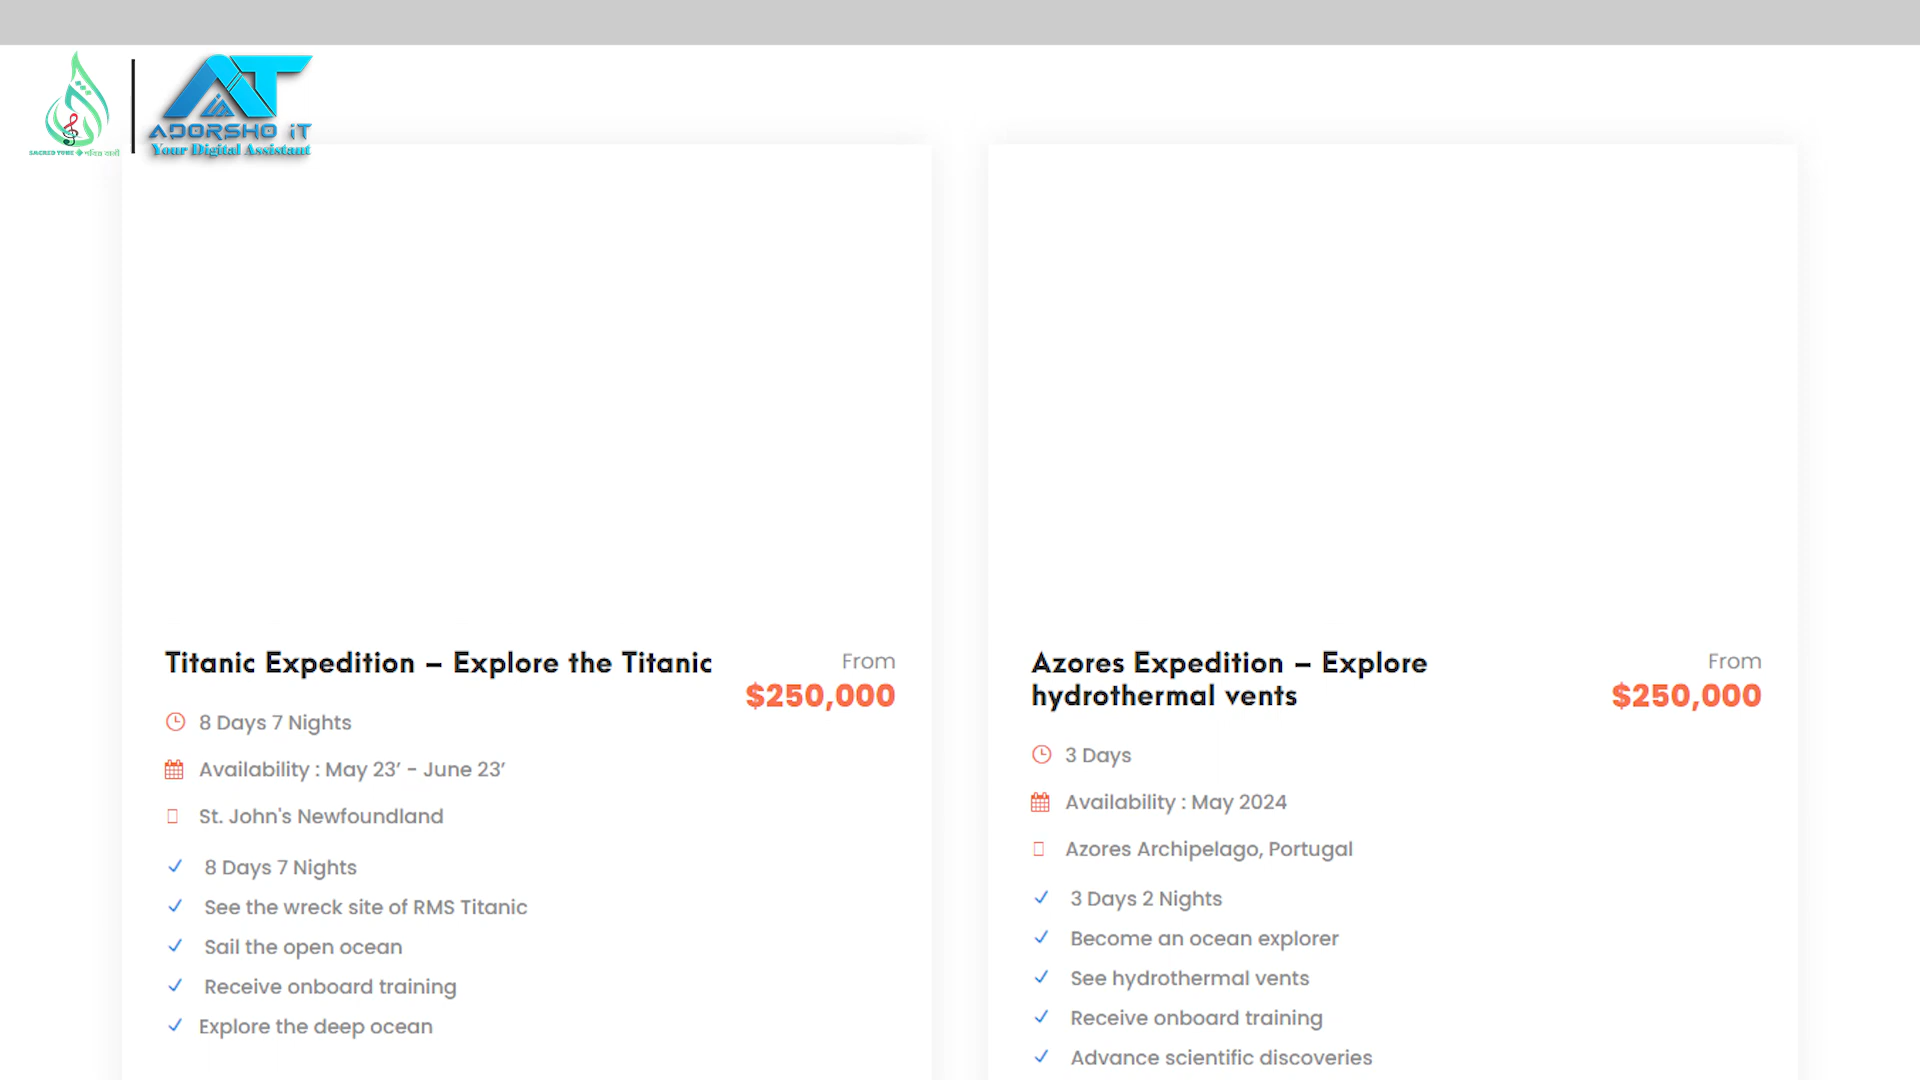 ADORSHO iT
Your Digital Assistant
SACRED TUNE
Titanic Expedition – Explore the Titanic
From
$250,000
8 Days 7 Nights
Availability : May 23’ - June 23’
St. John's Newfoundland
8 Days 7 Nights
See the wreck site of RMS Titanic
Sail the open ocean
Receive onboard training
Explore the deep ocean
Azores Expedition – Explore
hydrothermal vents
From
$250,000
3 Days
Availability : May 2024
Azores Archipelago, Portugal
3 Days 2 Nights
Become an ocean explorer
See hydrothermal vents
Receive onboard training
Advance scientific discoveries